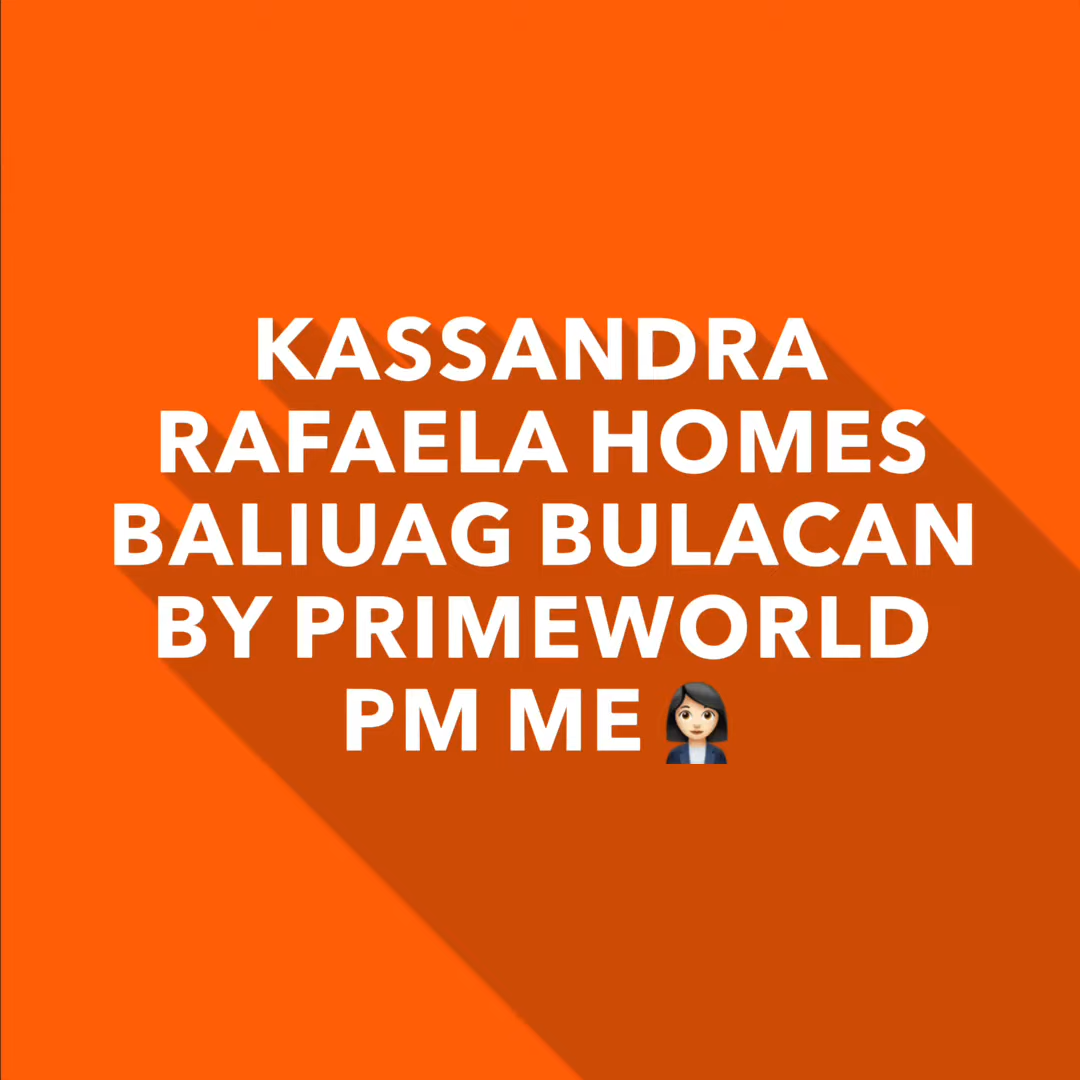 KASSANDRA
RAFAELA HOMES
BALIUAG BULACAN
BY PRIMEWORLD
PM ME 👩🏻‍💼